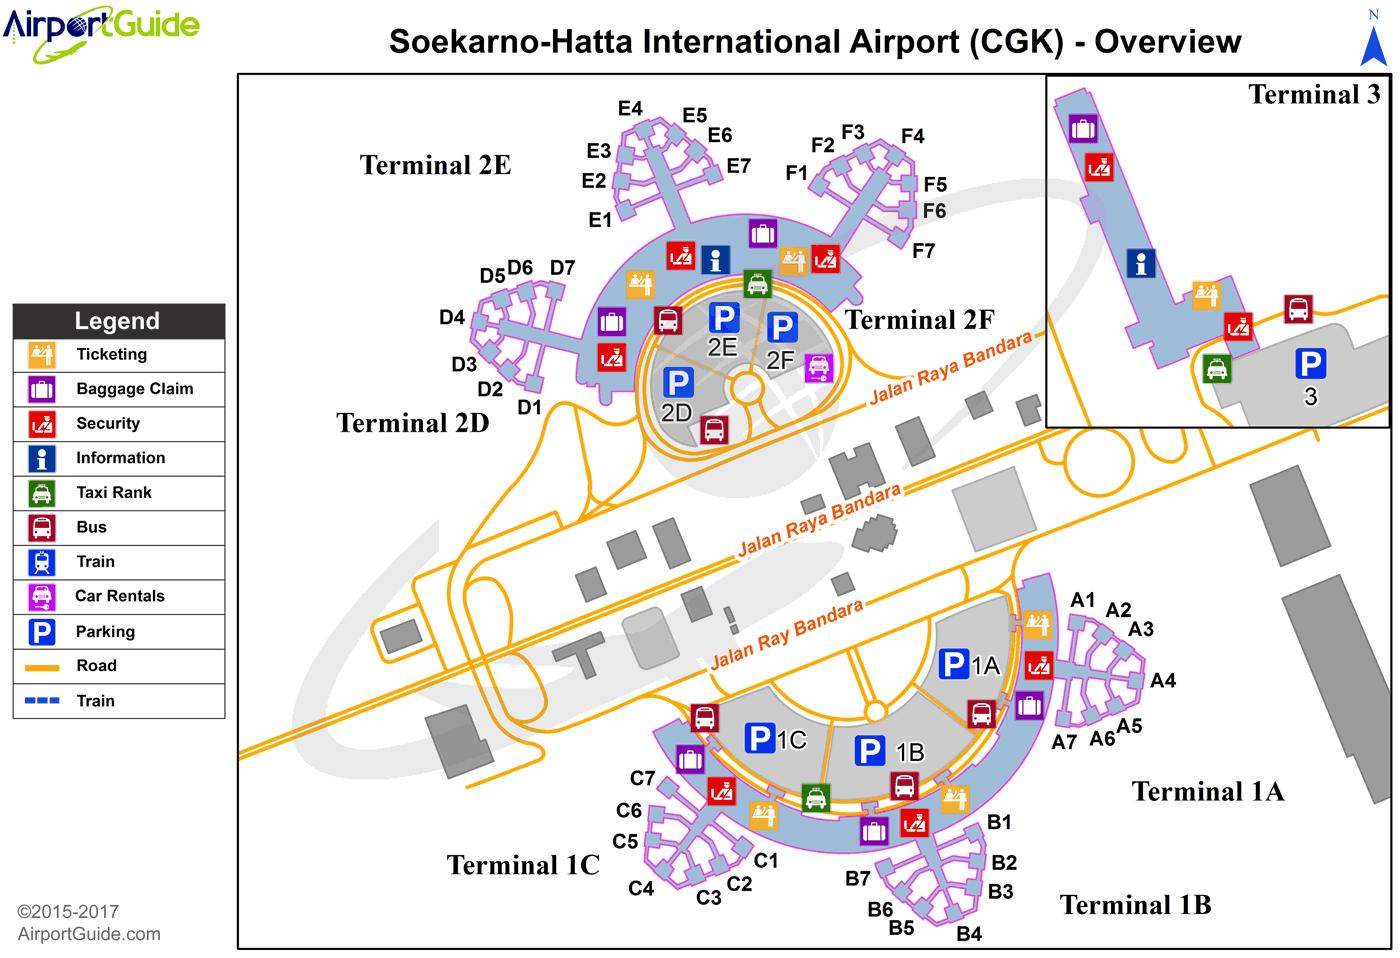 AirportGuide
Soekarno-Hatta International Airport (CGK) - Overview
N
Terminal 3
P
3
Terminal 2E
E1
E2
E3
E4
E5
E6
E7
F1
F2
F3
F4
F5
F6
F7
Terminal 2F
D1
D2
D3
D4
D5
D6
D7
Terminal 2D
P
2E
P
2F
P
2D
Jalan Raya Bandara
Jalan Raya Bandara
Jalan Ray Bandara
Legend
Ticketing
Baggage Claim
Security
Information
Taxi Rank
Bus
Train
Car Rentals
P Parking
Road
Train
P 1A
P 1B
P 1C
A1
A2
A3
A4
A5
A6
A7
Terminal 1A
B1
B2
B3
B4
B5
B6
B7
Terminal 1B
C1
C2
C3
C4
C5
C6
C7
Terminal 1C
©2015-2017
AirportGuide.com